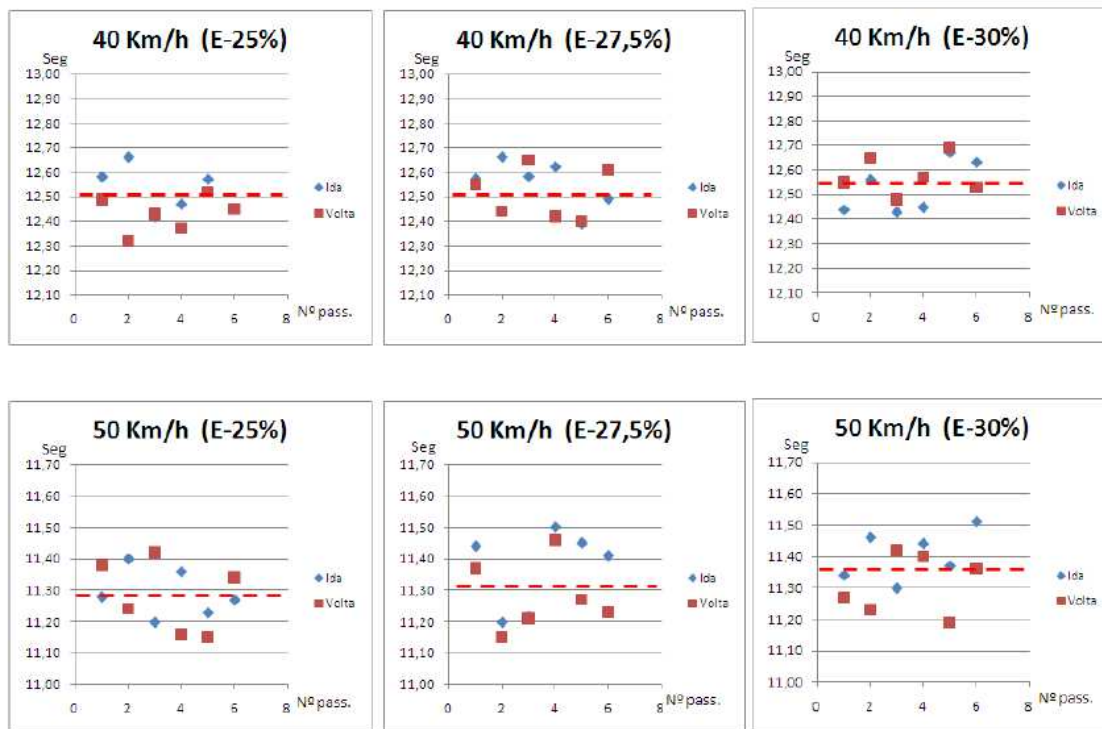 40 Km/h (E-25%)
Seg
13,00
12,90
12,80
12,70
12,60
12,50
12,40
12,30
12,20
12,10
0 2 4 6 8
Nº pass.
Ida
Volta
40 Km/h (E-27,5%)
Seg
13,00
12,90
12,80
12,70
12,60
12,50
12,40
12,30
12,20
12,10
0 2 4 6 8
Nº pass.
Ida
Volta
40 Km/h (E-30%)
Seg
13,00
12,90
12,80
12,70
12,60
12,50
12,40
12,30
12,20
12,10
0 2 4 6 8
Nº pass.
Ida
Volta
50 Km/h (E-25%)
Seg
11,70
11,60
11,50
11,40
11,30
11,20
11,10
11,00
0 2 4 6 8
Nº pass.
Ida
Volta
50 Km/h (E-27,5%)
Seg
11,70
11,60
11,50
11,40
11,30
11,20
11,10
11,00
0 2 4 6 8
Nº pass.
Ida
Volta
50 Km/h (E-30%)
Seg
11,70
11,60
11,50
11,40
11,30
11,20
11,10
11,00
0 2 4 6 8
Nº pass.
Ida
Volta